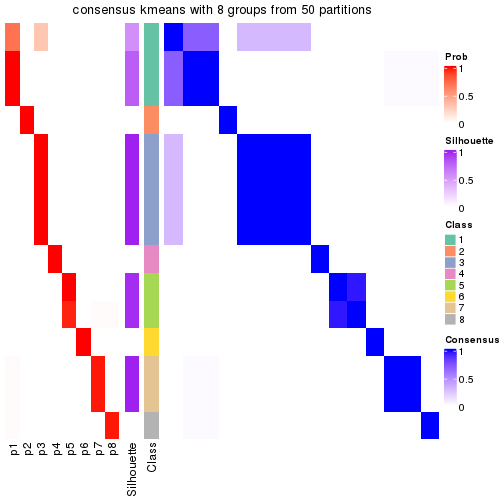 consensus kmeans with 8 groups from 50 partitions
Prob
1
0.5
0
Silhouette
1
0.5
0
Class
1
2
3
4
5
6
7
8
Consensus
1
0.5
0
p1
p2
p3
p4
p5
p6
p7
p8
Silhouette
Class